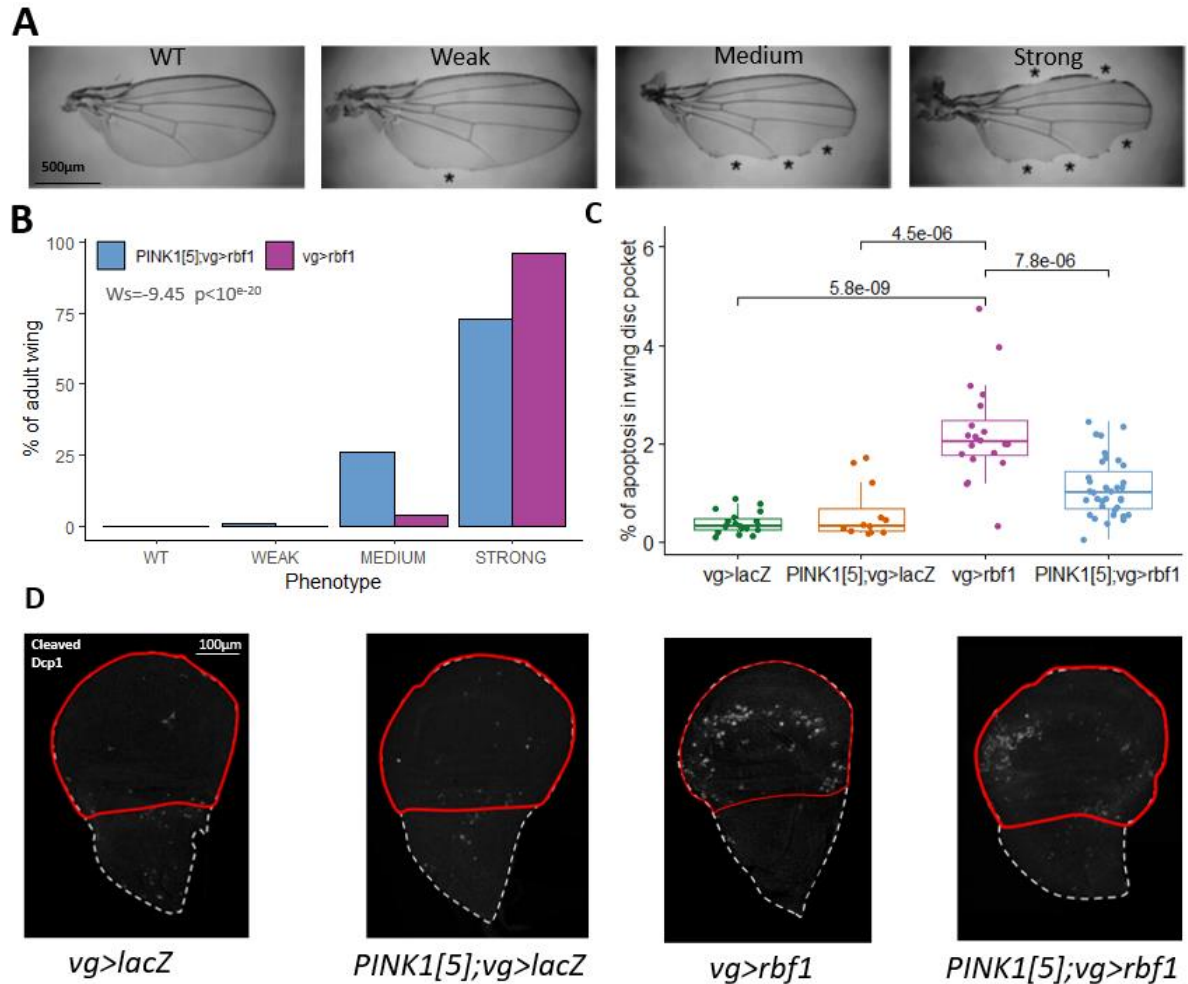 A
WT
Weak
Medium
Strong
500µm
*
* * *
* *
* * *
B
C
PINK1[5];vg>rbf1
vg>rbf1
Ws=-9.45 p<10e-20
100
75
50
25
0
% of adult wing
WT
WEAK
MEDIUM
STRONG
Phenotype
% of apoptosis in wing disc pocket
6
4
2
0
4.5e-06
7.8e-06
5.8e-09
vg>lacZ
PINK1[5];vg>lacZ
vg>rbf1
PINK1[5];vg>rbf1
D
Cleaved
Dcp1
100µm
vg>lacZ
PINK1[5];vg>lacZ
vg>rbf1
PINK1[5];vg>rbf1